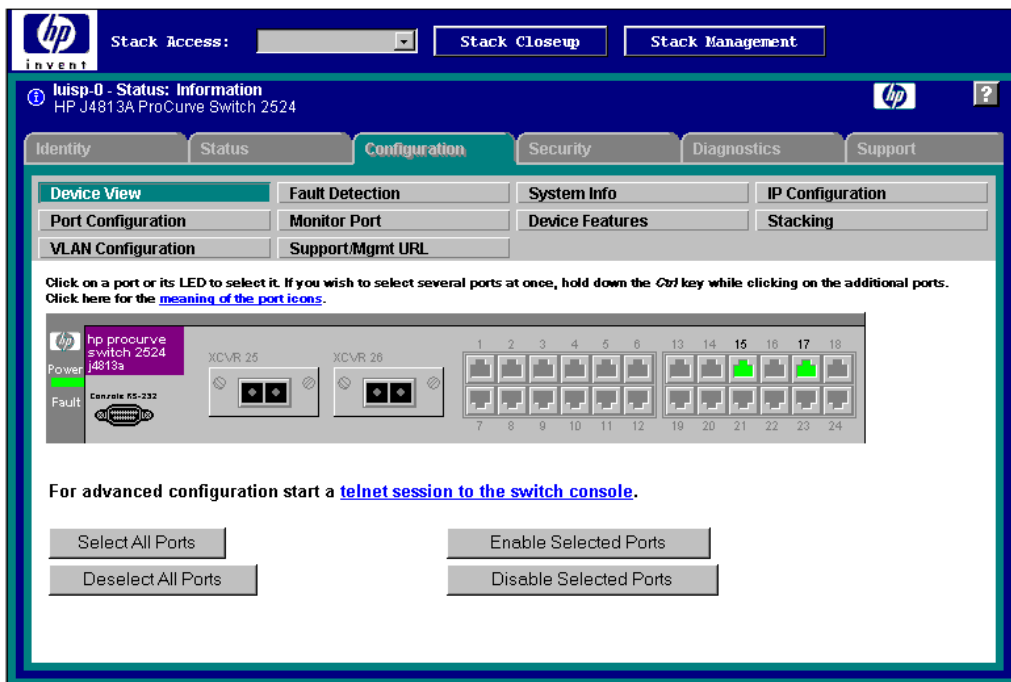 hp
invent
Stack Access:
Stack Closeup
Stack Management
luisp-0 - Status: Information
HP J4813A ProCurve Switch 2524
hp
?
Identity
Status
Configuration
Security
Diagnostics
Support
Device View
Fault Detection
System Info
IP Configuration
Port Configuration
Monitor Port
Device Features
Stacking
VLAN Configuration
Support/Mgmt URL
Click on a port or its LED to select it. If you wish to select several ports at once, hold down the Ctrl key while clicking on the additional ports.
Click here for the meaning of the port icons.
hp
hp procurve
switch 2524
j4813a
Power
Fault
Console RS-232
XCVR 25
XCVR 26
1 2 3 4 5 6 13 14 15 16 17 18
7 8 9 10 11 12 19 20 21 22 23 24
For advanced configuration start a telnet session to the switch console.
Select All Ports
Enable Selected Ports
Deselect All Ports
Disable Selected Ports